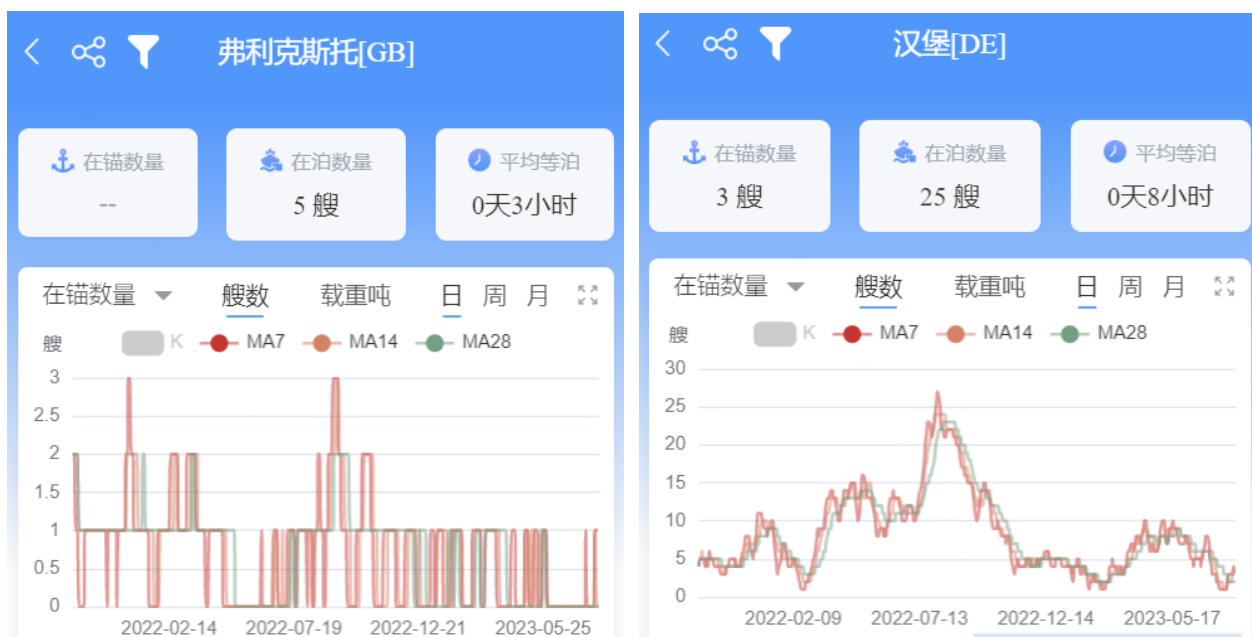 弗利克斯托[GB]
在锚数量
--
在泊数量
5 艘
平均等泊
0天3小时
在锚数量 艘数 载重吨 日 周 月
艘 K MA7 MA14 MA28
3
2.5
2
1.5
1
0.5
0
2022-02-14 2022-07-19 2022-12-21 2023-05-25
汉堡[DE]
在锚数量
3 艘
在泊数量
25 艘
平均等泊
0天8小时
在锚数量 艘数 载重吨 日 周 月
艘 K MA7 MA14 MA28
30
25
20
15
10
5
0
2022-02-09 2022-07-13 2022-12-14 2023-05-17